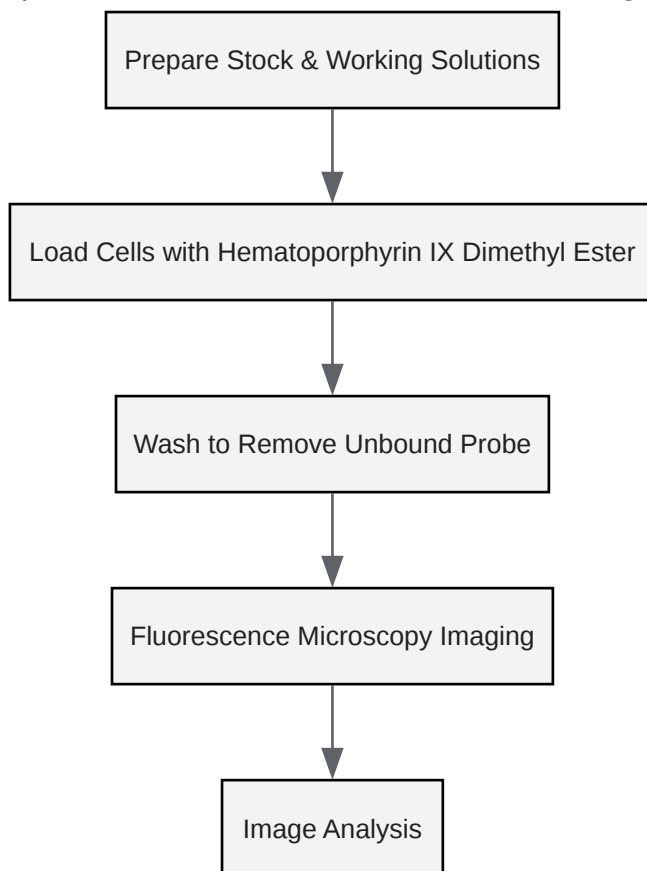 Prepare Stock & Working Solutions
Load Cells with Hematoporphyrin IX Dimethyl Ester
Wash to Remove Unbound Probe
Fluorescence Microscopy Imaging
Image Analysis